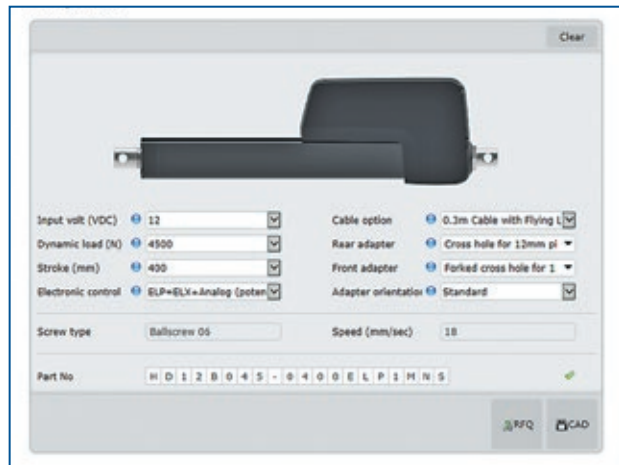 Clear
Input volt (VDC) 12 Cable option 0.3m Cable with Flying L
Dynamic load (N) 4500 Rear adapter Cross hole for 12mm pi
Stroke (mm) 400 Front adapter Forked cross hole for 1
Electronic control ELP+ELX+Analog (poten Adapter orientation Standard
Screw type Ballscrew 06 Speed (mm/sec) 18
Part No H D 1 2 B 0 4 5 - 0 4 0 0 E L P 1 M N S
RFQ CAD